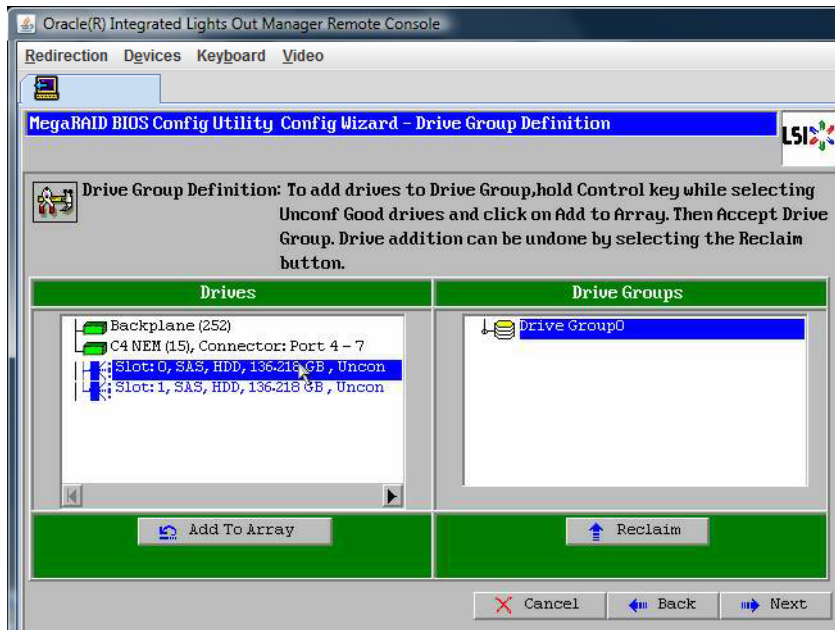 Oracle(R) Integrated Lights Out Manager Remote Console
Redirection Devices Keyboard Video
MegaRAID BIOS Config Utility Config Wizard – Drive Group Definition
LSI
Drive Group Definition: To add drives to Drive Group,hold Control key while selecting
Unconf Good drives and click on Add to Array. Then Accept Drive
Group. Drive addition can be undone by selecting the Reclaim
button.
Drives
Backplane (252)
C4 NEM (15), Connector: Port 4 - 7
Slot: 0, SAS, HDD, 136.218 GB , Uncon
Slot: 1, SAS, HDD, 136.218 GB , Uncon
Add To Array
Drive Groups
Drive Group0
Reclaim
Cancel
Back
Next